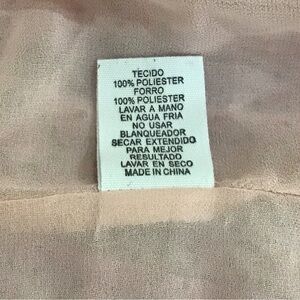 TECIDO
100% POLIESTER
FORRO
100% POLIESTER
LAVAR A MANO
EN AGUA FRIA
NO USAR
BLANQUEADOR
SECAR EXTENDIDO
PARA MEJOR
RESULTADO
LAVAR EN SECO
MADE IN CHINA